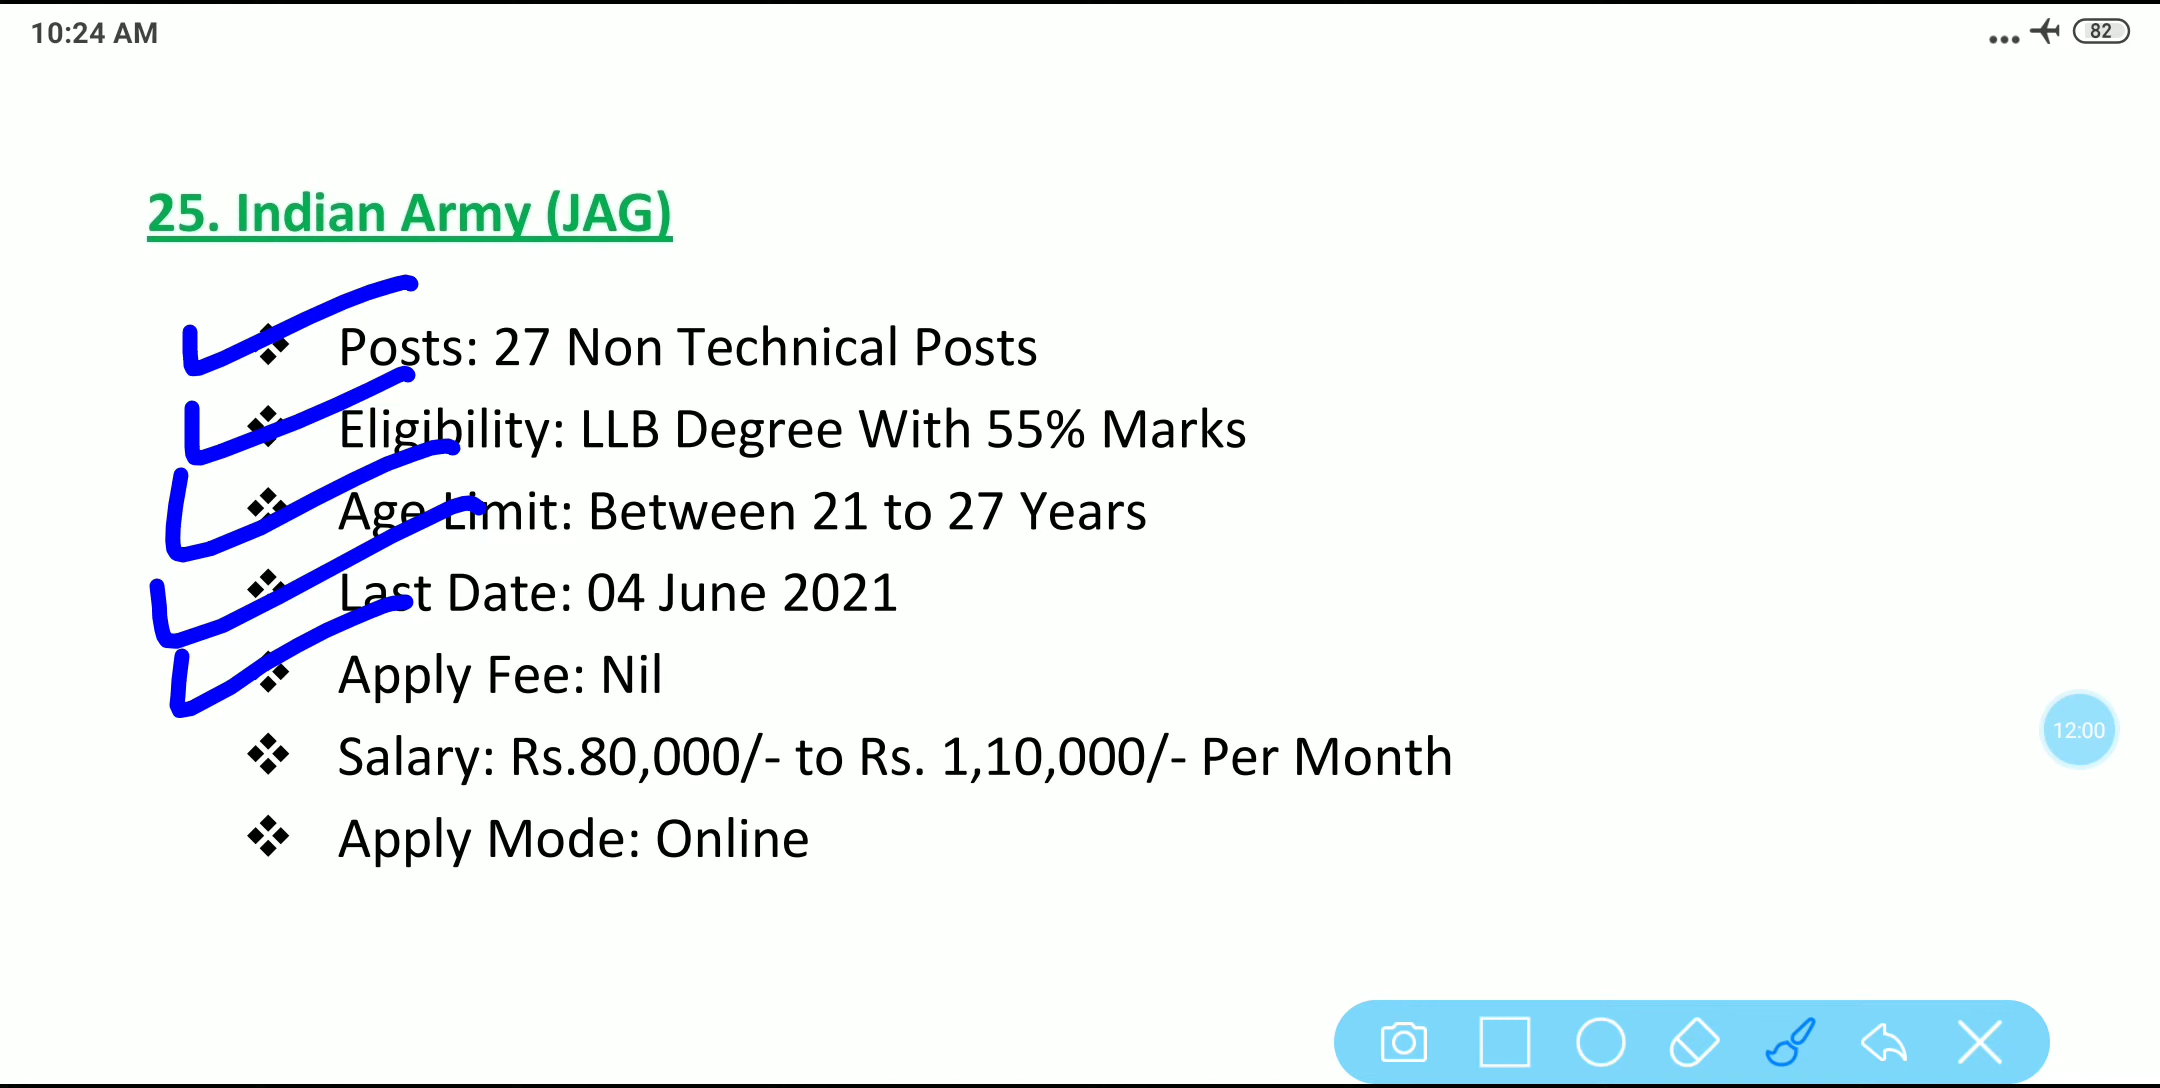 10:24 AM
82
25. Indian Army (JAG)
Posts: 27 Non Technical Posts
Eligibility: LLB Degree With 55% Marks
Age Limit: Between 21 to 27 Years
Last Date: 04 June 2021
Apply Fee: Nil
12:00
Salary: Rs.80,000/- to Rs. 1,10,000/- Per Month
Apply Mode: Online